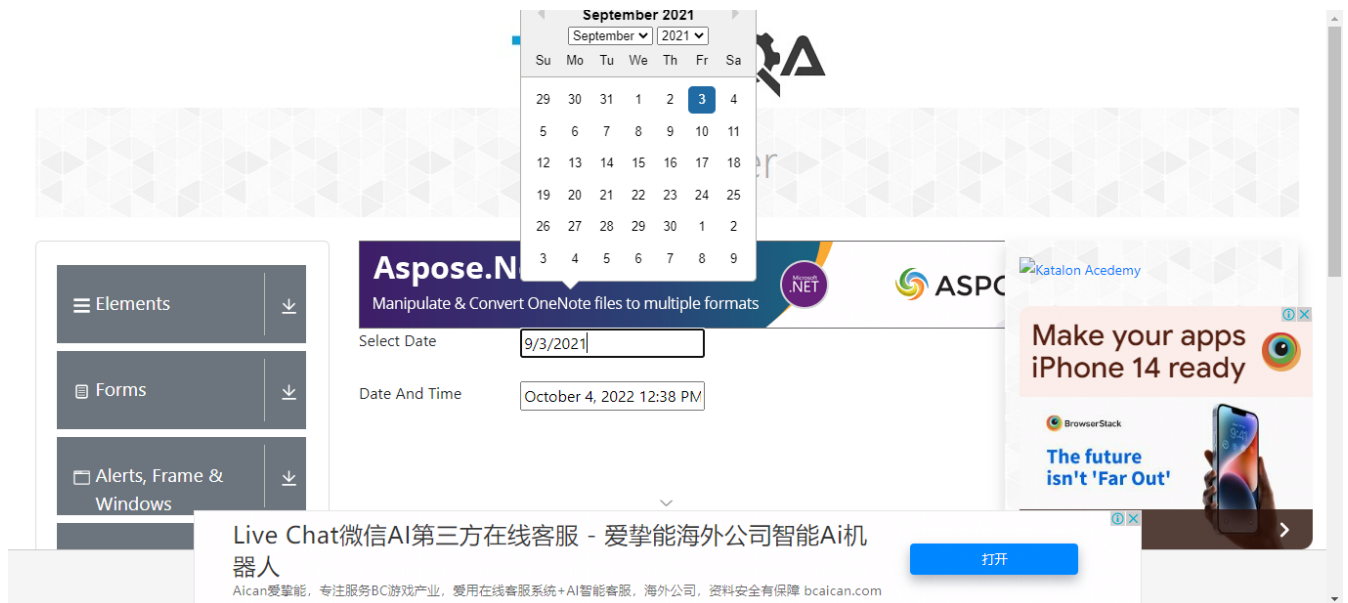 September 2021
September 2021
Su Mo Tu We Th Fr Sa
29 30 31 1 2 3 4
5 6 7 8 9 10 11
12 13 14 15 16 17 18
19 20 21 22 23 24 25
26 27 28 29 30 1 2
3 4 5 6 7 8 9
QA
er
Elements
Forms
Alerts, Frame &
Windows
Aspose.N
Manipulate & Convert OneNote files to multiple formats
Microsoft
.NET
ASPO
Select Date
9/3/2021
Date And Time
October 4, 2022 12:38 PM
Katalon Acedemy
Make your apps
iPhone 14 ready
BrowserStack
The future
isn't 'Far Out'
Live Chat微信AI第三方在线客服 - 爱挚能海外公司智能Ai机
器人
Aican爱挚能，专注服务BC游戏产业，爱用在线客服系统+AI智能客服，海外公司，资料安全有保障 bcaican.com
打开